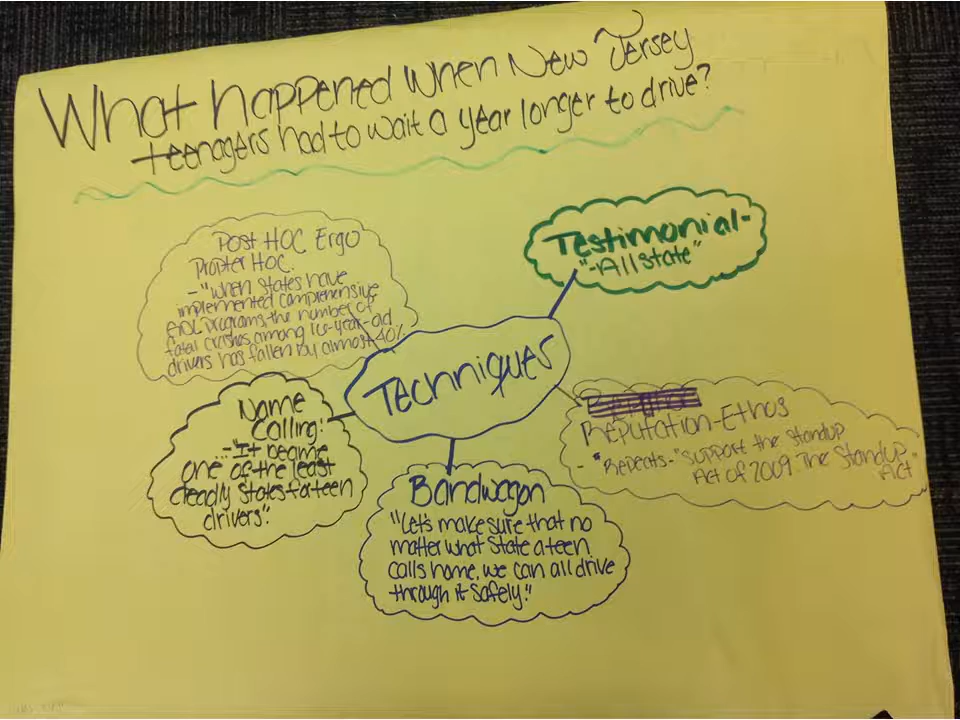 What happened when New Jersey
teenagers had to wait a year longer to drive?
Post HOC Ergo
Propter HOC.
-"When States have
implemented comprehensive
GDL programs, the number of
fatal crashes among 16-year-old
drivers has fallen by almost 40%
Testimonial-
"-Allstate"
Techniques
Name
Calling:
..."It became
one of the least
deadly States for teen
drivers".
Reputation-Ethos
- "Repeats-"Support the Standup
Act of 2009. The Standup
Act"
Bandwagon
"Let's make sure that no
matter what State a teen
calls home, we can all drive
through it safely."